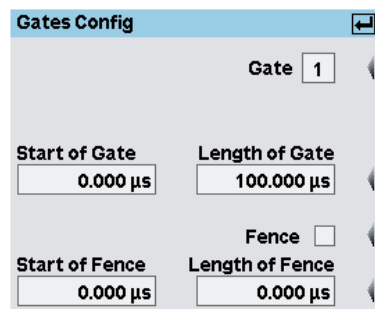 Gates Config
Gate 1
Start of Gate Length of Gate
0.000 µs 100.000 µs
Fence
Start of Fence Length of Fence
0.000 µs 0.000 µs